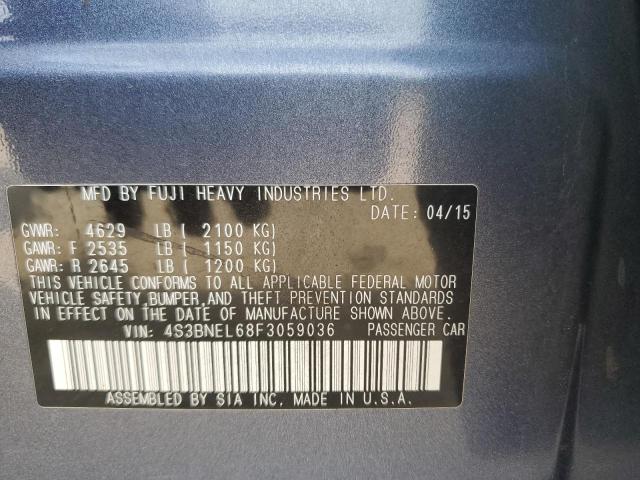 MFD BY FUJI HEAVY INDUSTRIES LTD.
DATE: 04/15
GVWR: 4629 LB ( 2100 KG)
GAWR: F 2535 LB ( 1150 KG)
GAWR: R 2645 LB ( 1200 KG)
THIS VEHICLE CONFORMS TO ALL APPLICABLE FEDERAL MOTOR
VEHICLE SAFETY,BUMPER,AND THEFT PREVENTION STANDARDS
IN EFFECT ON THE DATE OF MANUFACTURE SHOWN ABOVE.
VIN: 4S3BNEL68F3059036 PASSENGER CAR
ASSEMBLED BY SIA INC. MADE IN U.S.A.